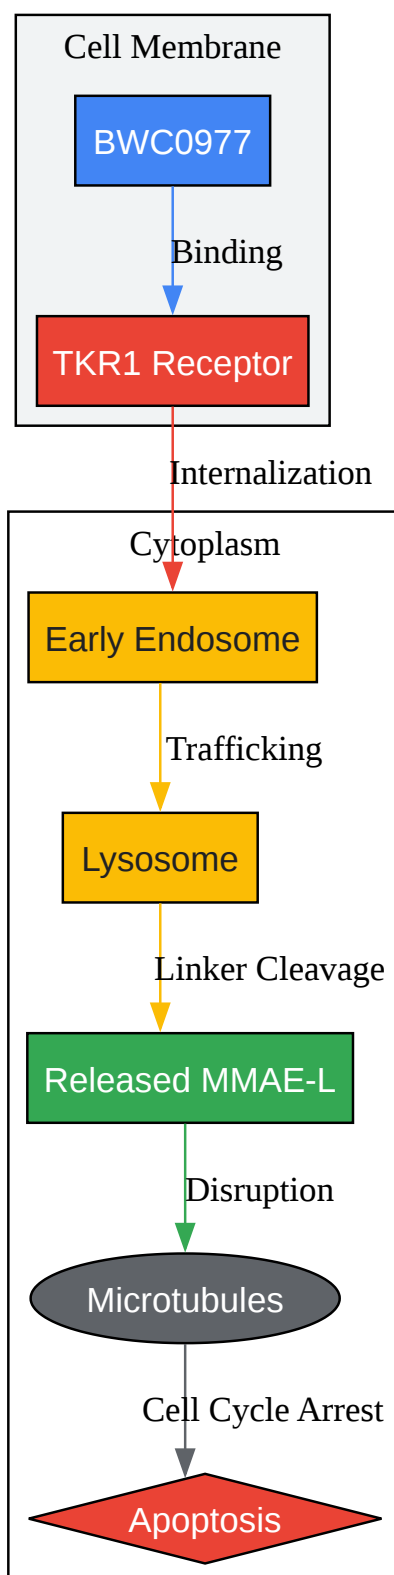 Cell Membrane
BWC0977
Binding
TKR1 Receptor
Internalization
Cytoplasm
Early Endosome
Trafficking
Lysosome
Linker Cleavage
Released MMAE-L
Disruption
Microtubules
Cell Cycle Arrest
Apoptosis